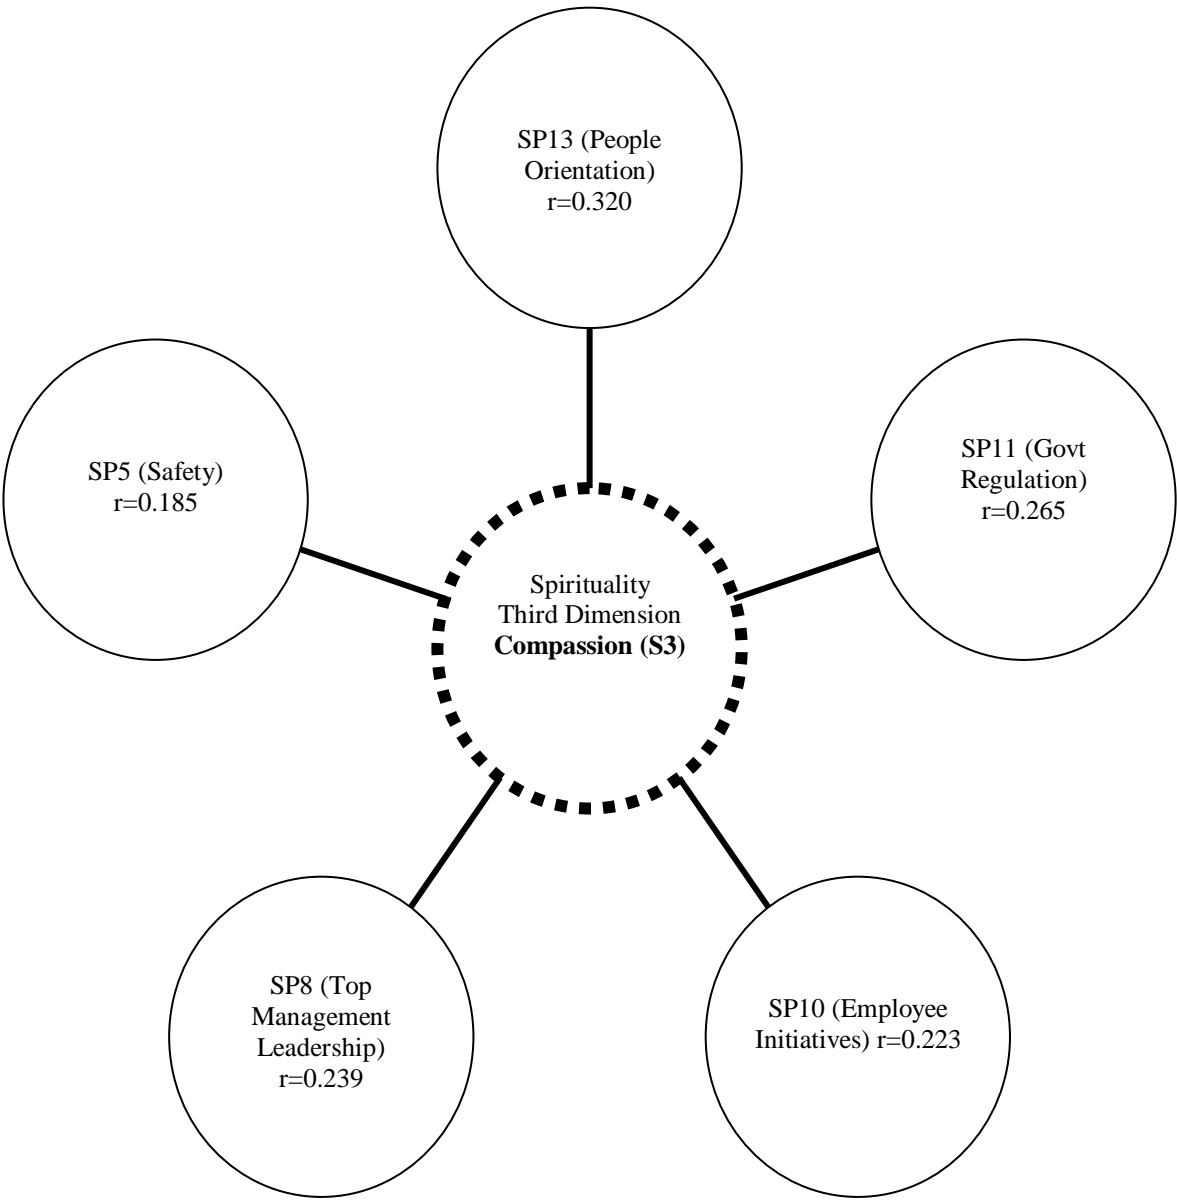 SP13 (People
Orientation)
r=0.320
SP5 (Safety)
r=0.185
SP11 (Govt
Regulation)
r=0.265
Spirituality
Third Dimension
Compassion (S3)
SP8 (Top
Management
Leadership)
r=0.239
SP10 (Employee
Initiatives) r=0.223